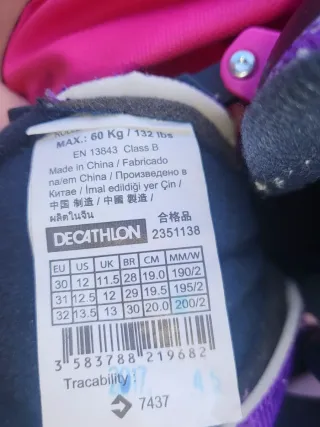 MAX.: 60 Kg / 132 lbs
EN 13843 Class B
Made in China / Fabricado
na/em China / Произведено в
Китае / İmal edildiği yer Çin /
中国 制造 / 中國 製造 /
ผลิตในจีน 合格品
DECATHLON 2351138
EU US UK BR CM MM/W
30 12 11.5 28 19.0 190/2
31 12.5 12 29 19.5 195/2
32 13.5 13 30 20.0 200/2
3 583788 219682
Tracability:
7437